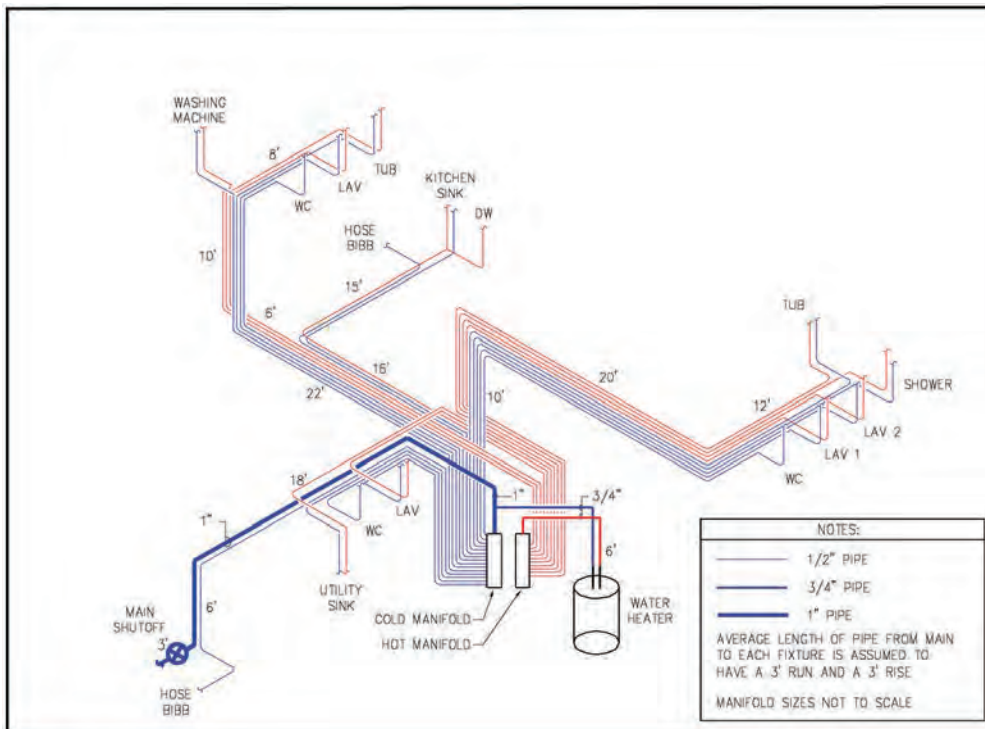 WASHING
MACHINE
8'
TUB
LAV
WC
KITCHEN
SINK
DW
HOSE
BIBB
10'
15'
6'
16'
22'
10'
20'
TUB
SHOWER
12'
LAV 2
LAV 1
WC
18'
1"
3/4"
LAV
WC
1"
6'
UTILITY
SINK
COLD MANIFOLD
HOT MANIFOLD
WATER
HEATER
6'
MAIN
SHUTOFF
3'
HOSE
BIBB
NOTES:
1/2" PIPE
3/4" PIPE
1" PIPE
AVERAGE LENGTH OF PIPE FROM MAIN
TO EACH FIXTURE IS ASSUMED TO
HAVE A 3' RUN AND A 3' RISE
MANIFOLD SIZES NOT TO SCALE